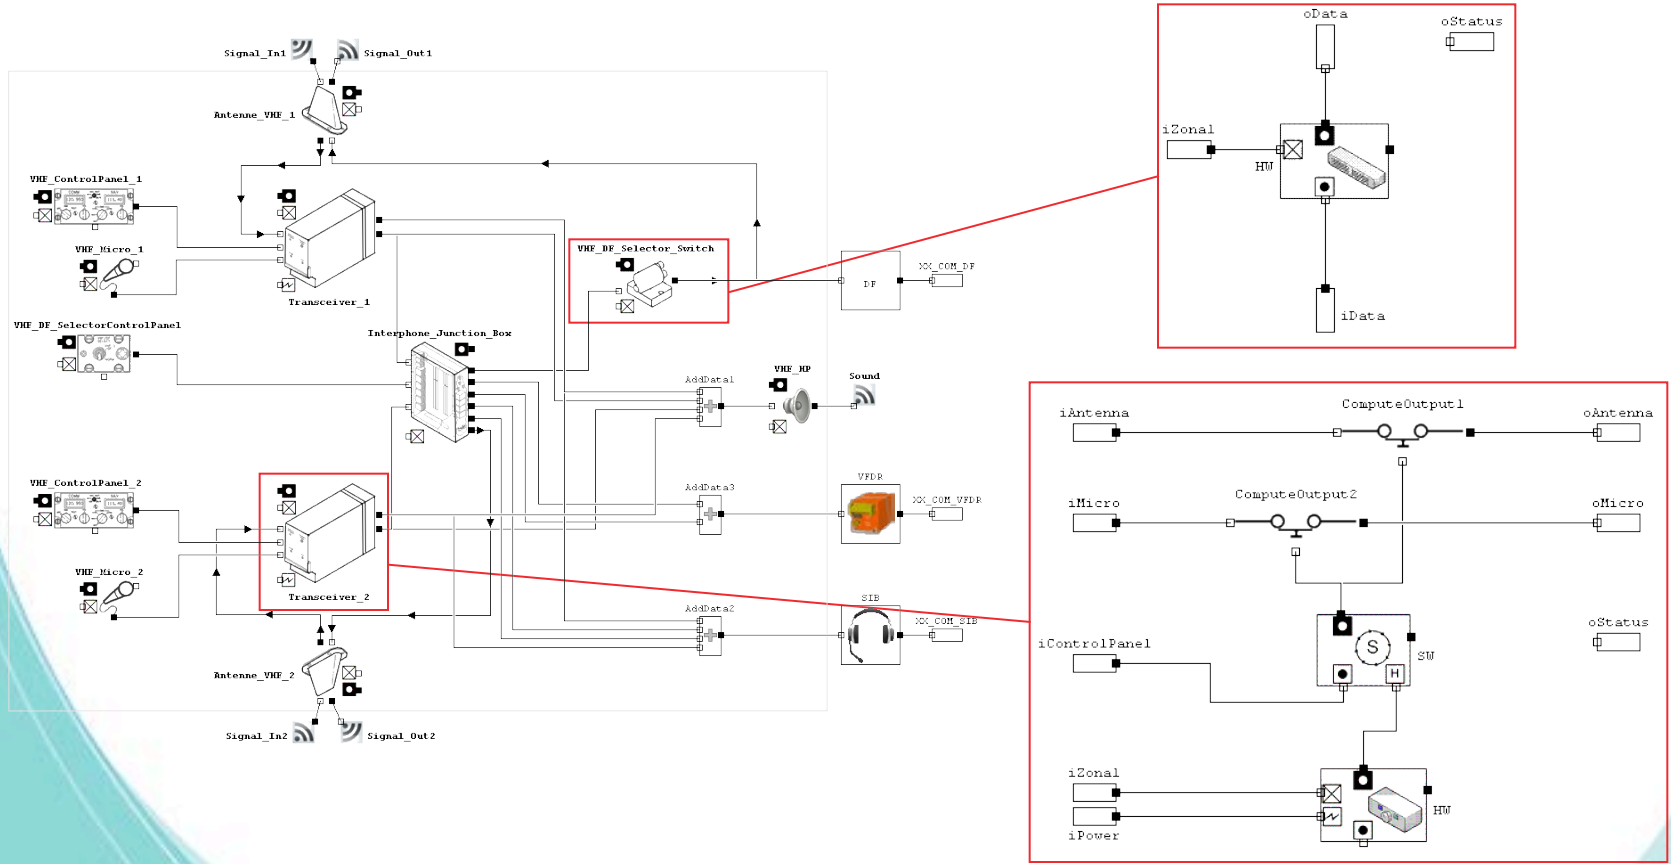 Signal_In1
Signal_Out1
Antenne_VHF_1
VHF_ControlPanel_1
VHF_Micro_1
Transceiver_1
VHF_DF_SelectorControlPanel
Interphone_Junction_Box
VHF_DF_Selector_Switch
DF
XX_COM_DF
AddData1
VHF_HP
Sound
VHF_ControlPanel_2
VHF_Micro_2
Transceiver_2
AddData3
VFDR
XX_COM_VFDR
AddData2
SIB
XX_COM_SIB
Antenne_VHF_2
Signal_In2
Signal_Out2
oData
oStatus
iZonal
HW
iData
iAntenna
ComputeOutput1
oAntenna
iMicro
ComputeOutput2
oMicro
iControlPanel
S
H
SW
oStatus
iZonal
iPower
HW